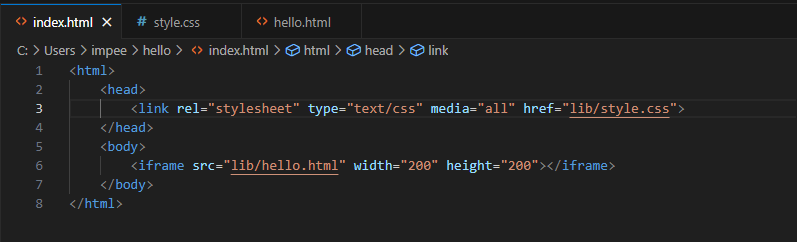 index.html × # style.css <> hello.html
C: > Users > impee > hello > <> index.html > html > head > link
1 <html>
2 <head>
3 <link rel="stylesheet" type="text/css" media="all" href="lib/style.css">
4 </head>
5 <body>
6 <iframe src="lib/hello.html" width="200" height="200"></iframe>
7 </body>
8 </html>